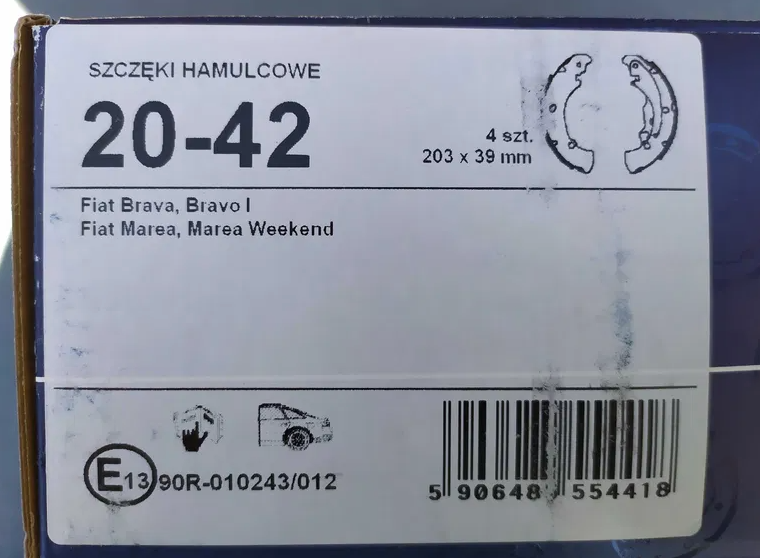 SZCZĘKI HAMULCOWE
20-42
4 szt.
203 x 39 mm
Fiat Brava, Bravo I
Fiat Marea, Marea Weekend
E13 90R-010243/012
5 906487 554418